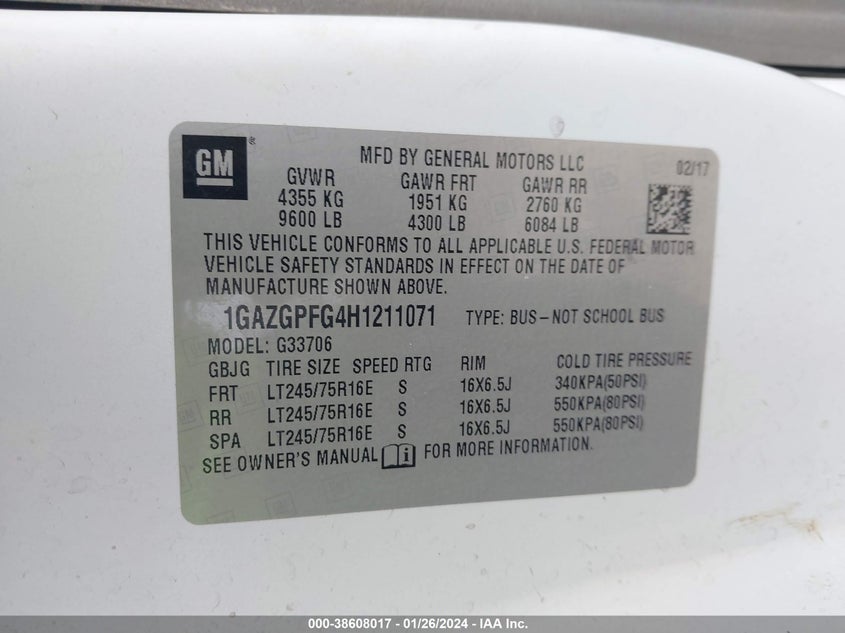 GM®
MFD BY GENERAL MOTORS LLC 02/17
GVWR GAWR FRT GAWR RR
4355 KG 1951 KG 2760 KG
9600 LB 4300 LB 6084 LB
THIS VEHICLE CONFORMS TO ALL APPLICABLE U.S. FEDERAL MOTOR
VEHICLE SAFETY STANDARDS IN EFFECT ON THE DATE OF
MANUFACTURE SHOWN ABOVE.
1GAZGPFG4H1211071 TYPE: BUS–NOT SCHOOL BUS
MODEL: G33706
GBJG TIRE SIZE SPEED RTG RIM COLD TIRE PRESSURE
FRT LT245/75R16E S 16X6.5J 340KPA(50PSI)
RR LT245/75R16E S 16X6.5J 550KPA(80PSI)
SPA LT245/75R16E S 16X6.5J 550KPA(80PSI)
SEE OWNER'S MANUAL i FOR MORE INFORMATION.
000-38608017 - 01/26/2024 - IAA Inc.